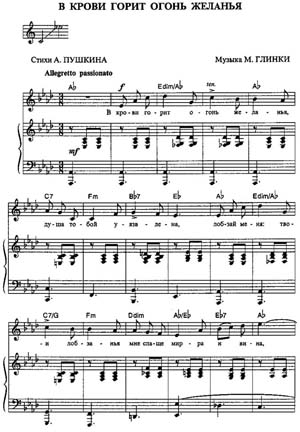 В КРОВИ ГОРИТ ОГОНЬ ЖЕЛАНЬЯ
Стихи А. ПУШКИНА
Музыка М. ГЛИНКИ
Allegretto passionato
A♭ f Edim/A♭ ten. A♭
В кро-ви го-рит о-гонь же-ла-нья,
mf
C7 Fm B♭7 E♭ A♭ Edim/A♭
ду-ша то-бой у-яз-вле-на, лоб-зай ме-ня: тво-
C7/G Fm Ddim A♭/E♭ E♭7 A♭
и лоб-за-нья мне сла-ще мир-ра и ви-на,